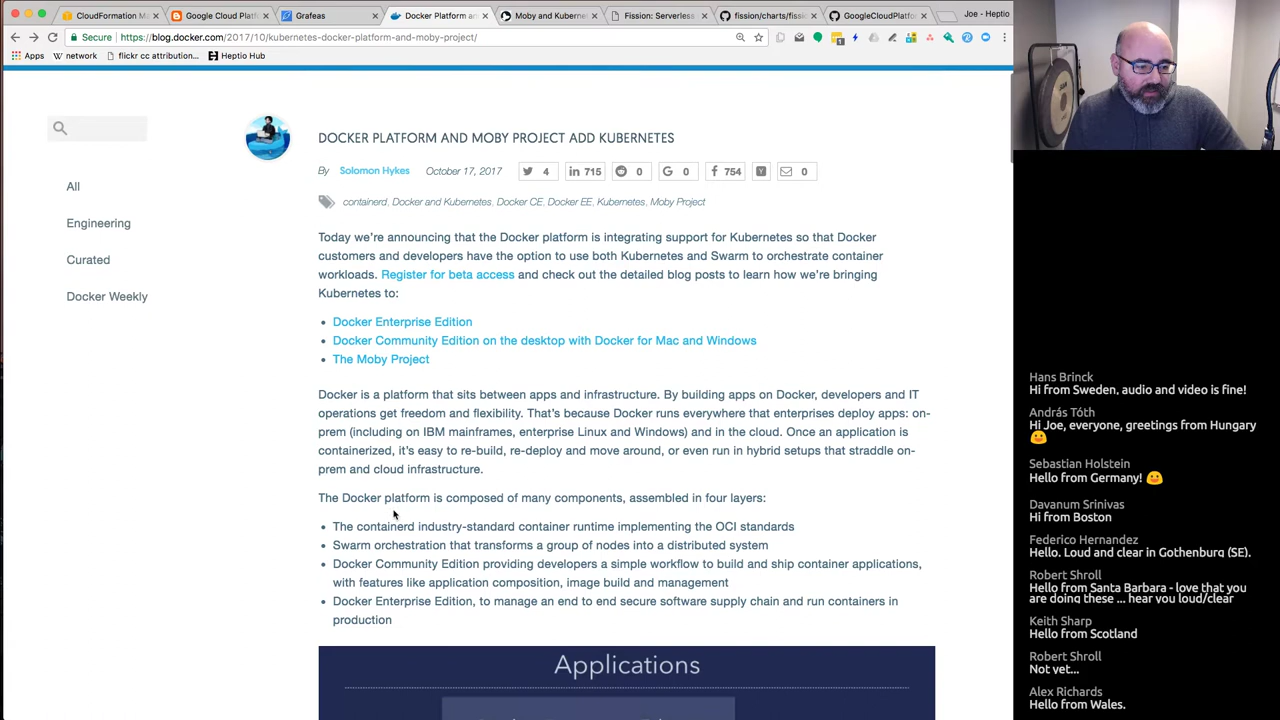 CloudFormation Ma
Google Cloud Platfo
Grafeas
Docker Platform an
Moby and Kubernet
Fission: Serverless
fission/charts/fissi
GoogleCloudPlatfo
Joe - Heptio
Secure
https://blog.docker.com/2017/10/kubernetes-docker-platform-and-moby-project/
Apps
network
flickr cc attribution...
Heptio Hub
All
Engineering
Curated
Docker Weekly
DOCKER PLATFORM AND MOBY PROJECT ADD KUBERNETES
By Solomon Hykes October 17, 2017 4 715 0 0 754 0
containerd, Docker and Kubernetes, Docker CE, Docker EE, Kubernetes, Moby Project
Today we’re announcing that the Docker platform is integrating support for Kubernetes so that Docker
customers and developers have the option to use both Kubernetes and Swarm to orchestrate container
workloads. Register for beta access and check out the detailed blog posts to learn how we’re bringing
Kubernetes to:
• Docker Enterprise Edition
• Docker Community Edition on the desktop with Docker for Mac and Windows
• The Moby Project
Docker is a platform that sits between apps and infrastructure. By building apps on Docker, developers and IT
operations get freedom and flexibility. That’s because Docker runs everywhere that enterprises deploy apps: on-
prem (including on IBM mainframes, enterprise Linux and Windows) and in the cloud. Once an application is
containerized, it’s easy to re-build, re-deploy and move around, or even run in hybrid setups that straddle on-
prem and cloud infrastructure.
The Docker platform is composed of many components, assembled in four layers:
• The containerd industry-standard container runtime implementing the OCI standards
• Swarm orchestration that transforms a group of nodes into a distributed system
• Docker Community Edition providing developers a simple workflow to build and ship container applications,
with features like application composition, image build and management
• Docker Enterprise Edition, to manage an end to end secure software supply chain and run containers in
production
Applications
Hans Brinck
Hi from Sweden, audio and video is fine!
András Tóth
Hi Joe, everyone, greetings from Hungary
Sebastian Holstein
Hello from Germany!
Davanum Srinivas
Hi from Boston
Federico Hernandez
Hello. Loud and clear in Gothenburg (SE).
Robert Shroll
Hello from Santa Barbara - love that you
are doing these ... hear you loud/clear
Keith Sharp
Hello from Scotland
Robert Shroll
Not yet...
Alex Richards
Hello from Wales.